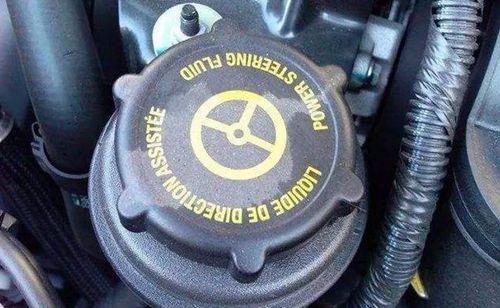 POWER STEERING FLUID
LIQUIDE DE DIRECTION ASSISTÉE